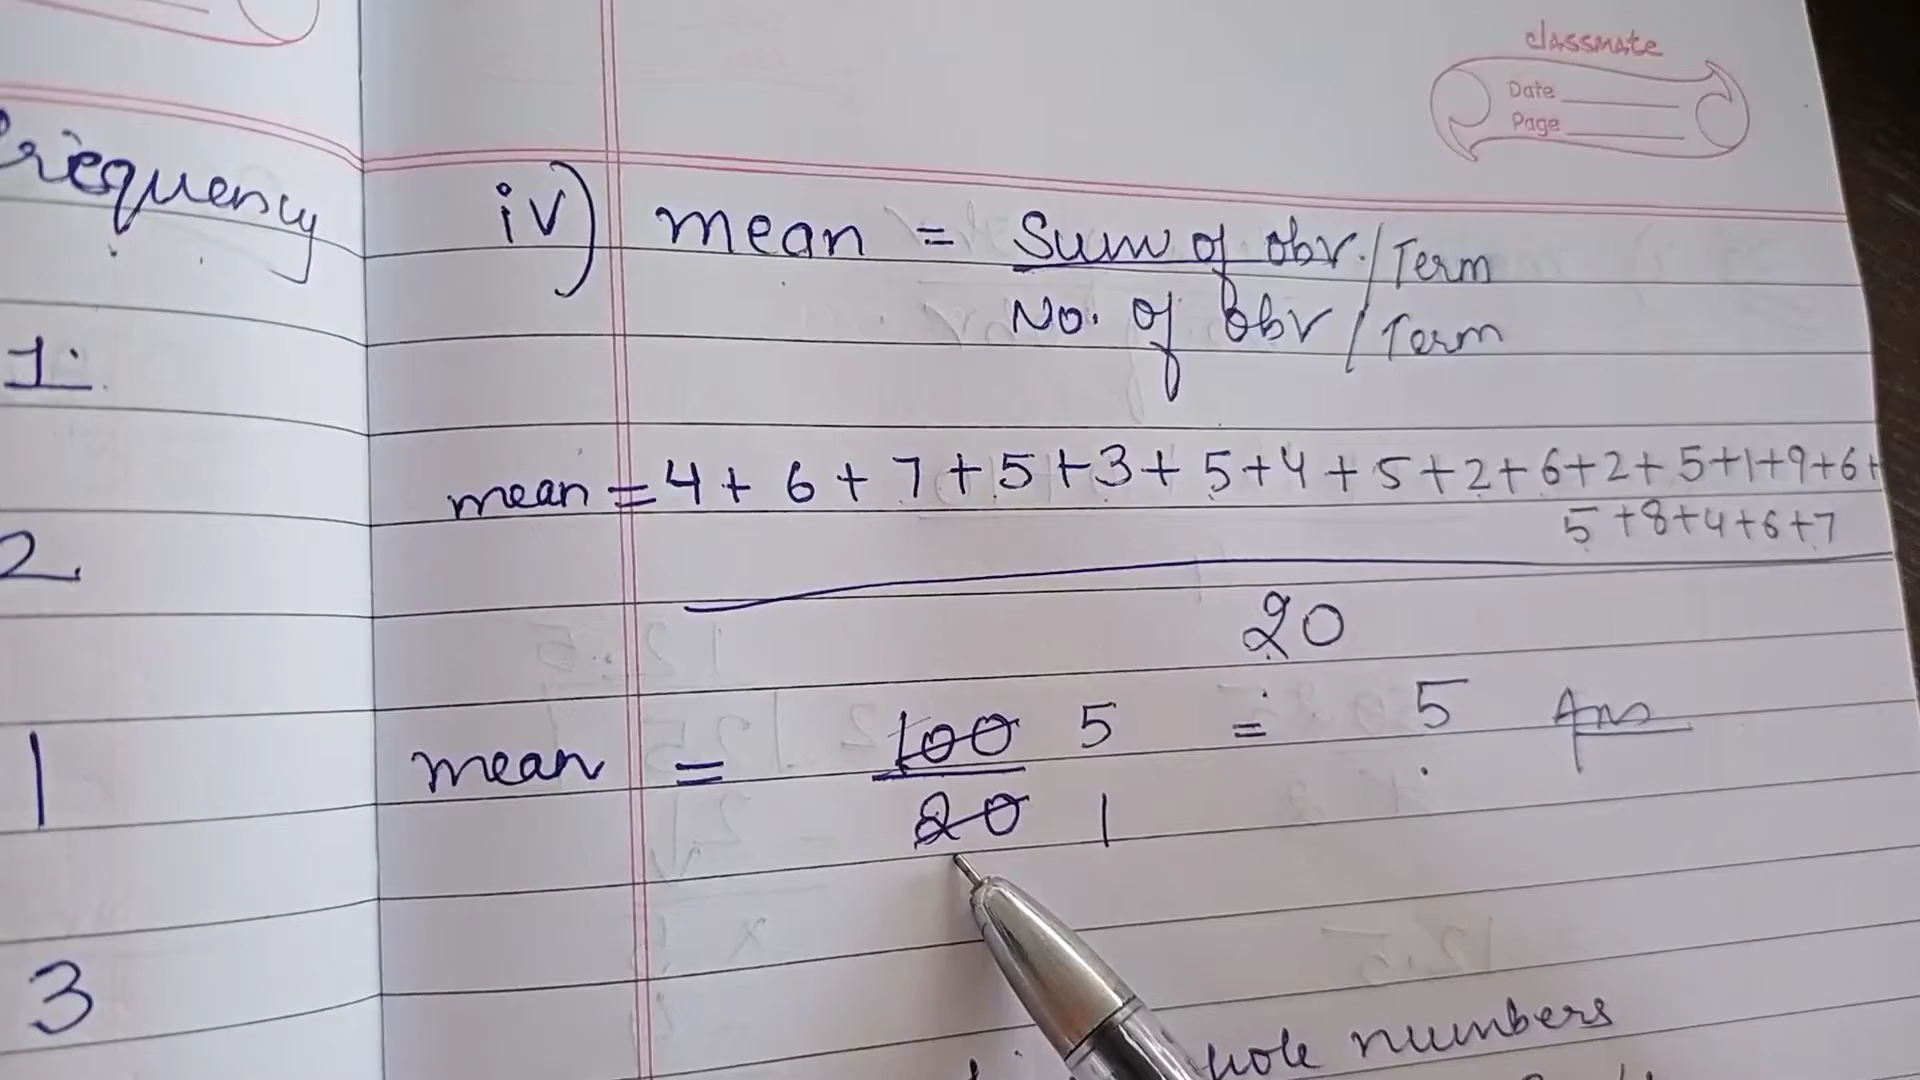 classmate
Date
Page
Frequency
1
2
1
3
iv) mean = Sum of obv. / Term
No. of obv / Term
mean = 4 + 6 + 7 + 5 + 3 + 5 + 4 + 5 + 2 + 6 + 2 + 5 + 1 + 9 + 6 +
5 + 8 + 4 + 6 + 7
20
mean = 100 5 = 5 Ans
20 1
numbers